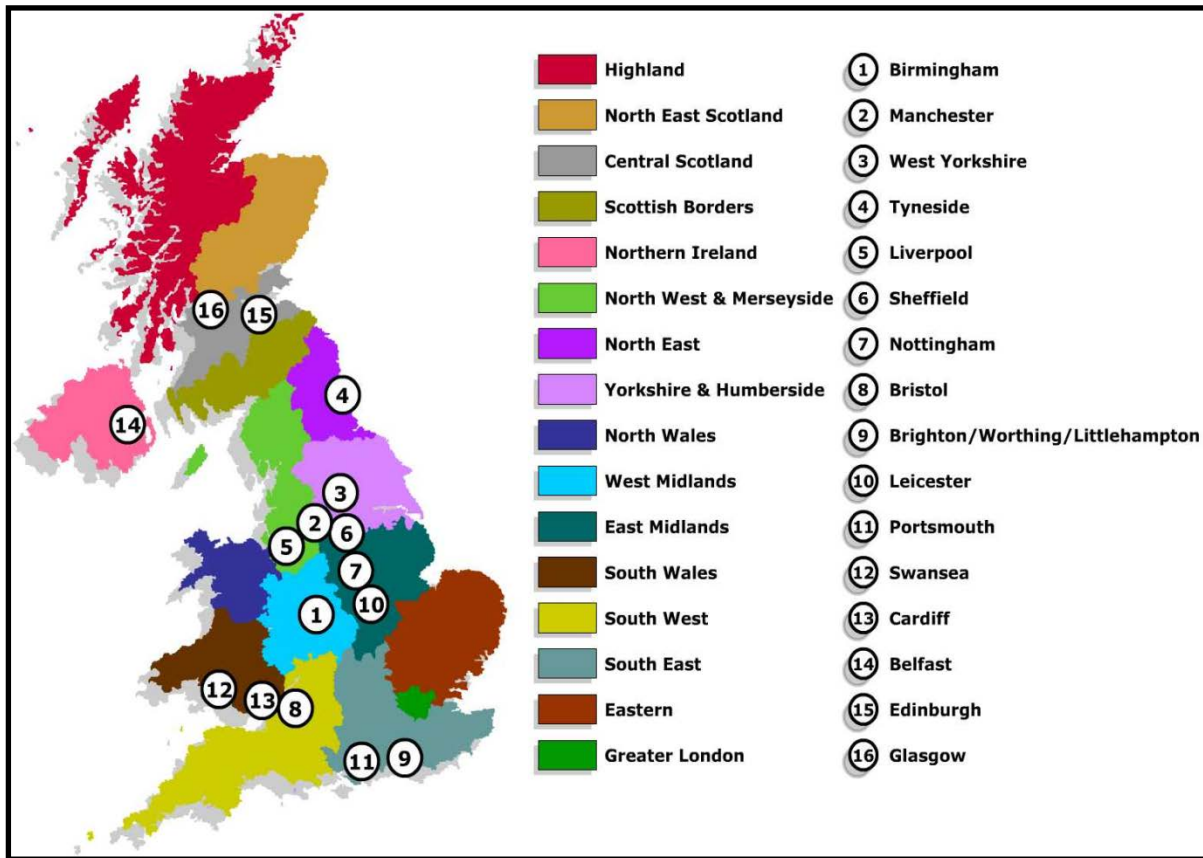 Highland
North East Scotland
Central Scotland
Scottish Borders
Northern Ireland
North West & Merseyside
North East
Yorkshire & Humberside
North Wales
West Midlands
East Midlands
South Wales
South West
South East
Eastern
Greater London
1 Birmingham
2 Manchester
3 West Yorkshire
4 Tyneside
5 Liverpool
6 Sheffield
7 Nottingham
8 Bristol
9 Brighton/Worthing/Littlehampton
10 Leicester
11 Portsmouth
12 Swansea
13 Cardiff
14 Belfast
15 Edinburgh
16 Glasgow
16
15
4
14
3
2
6
5
7
10
1
12
13
8
11
9